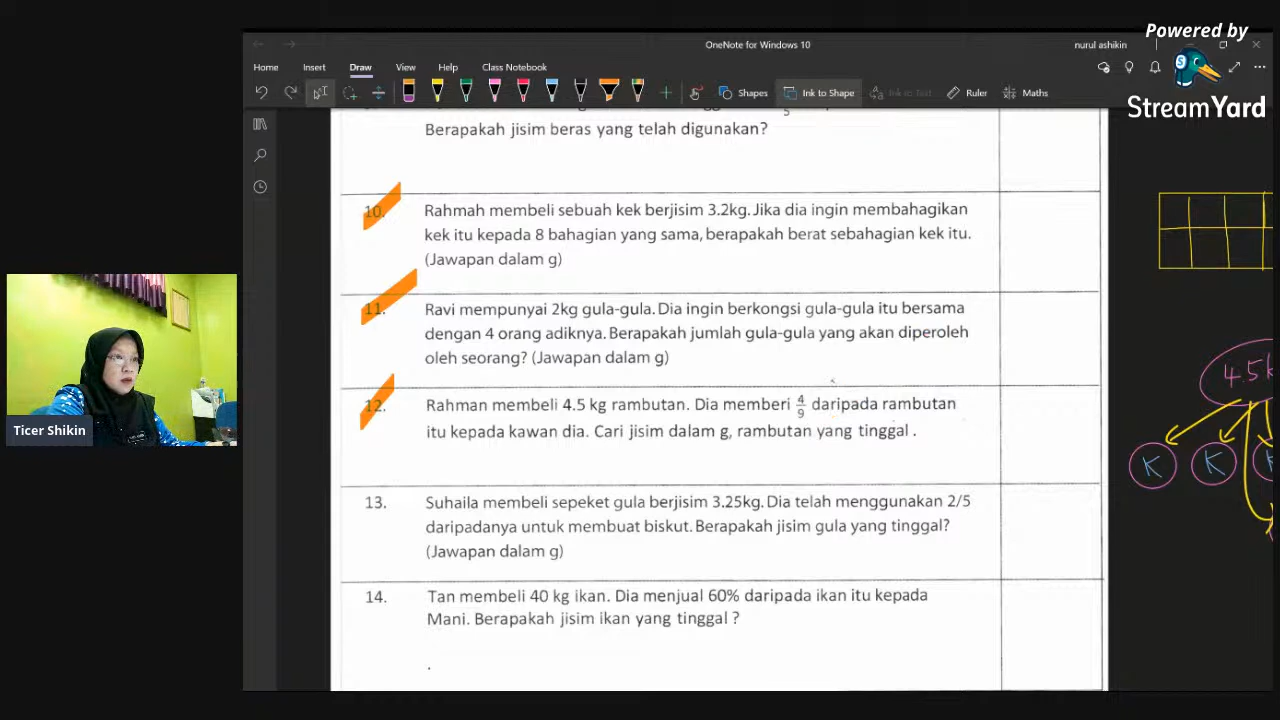 Powered by
StreamYard
OneNote for Windows 10
nurul ashikin
Home Insert Draw View Help Class Notebook
Shapes Ink to Shape Ink to Text Ruler Maths
5
Berapakah jisim beras yang telah digunakan?
10. Rahmah membeli sebuah kek berjisim 3.2kg. Jika dia ingin membahagikan
kek itu kepada 8 bahagian yang sama, berapakah berat sebahagian kek itu.
(Jawapan dalam g)
11. Ravi mempunyai 2kg gula-gula. Dia ingin berkongsi gula-gula itu bersama
dengan 4 orang adiknya. Berapakah jumlah gula-gula yang akan diperoleh
oleh seorang? (Jawapan dalam g)
12. Rahman membeli 4.5 kg rambutan. Dia memberi 4/9 daripada rambutan
itu kepada kawan dia. Cari jisim dalam g, rambutan yang tinggal .
13. Suhaila membeli sepeket gula berjisim 3.25kg. Dia telah menggunakan 2/5
daripadanya untuk membuat biskut. Berapakah jisim gula yang tinggal?
(Jawapan dalam g)
14. Tan membeli 40 kg ikan. Dia menjual 60% daripada ikan itu kepada
Mani. Berapakah jisim ikan yang tinggal ?
4.5k
K K K
Ticer Shikin